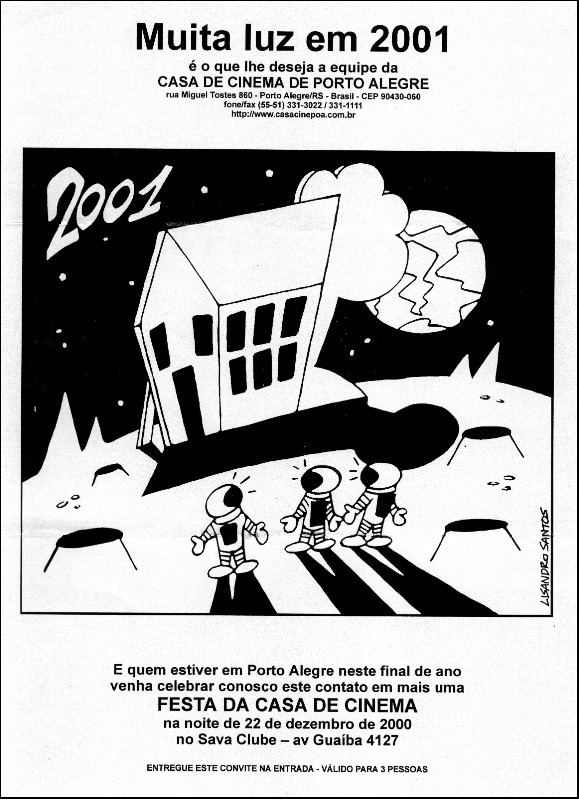 Muita luz em 2001
é o que lhe deseja a equipe da
CASA DE CINEMA DE PORTO ALEGRE
rua Miguel Tostes 860 - Porto Alegre/RS - Brasil - CEP 90430-060
fone/fax (55-51) 331-3022 / 331-1111
http://www.casacinepoa.com.br
2001
LISANDRO SANTOS
E quem estiver em Porto Alegre neste final de ano
venha celebrar conosco este contato em mais uma
FESTA DA CASA DE CINEMA
na noite de 22 de dezembro de 2000
no Sava Clube – av Guaíba 4127
ENTREGUE ESTE CONVITE NA ENTRADA - VÁLIDO PARA 3 PESSOAS